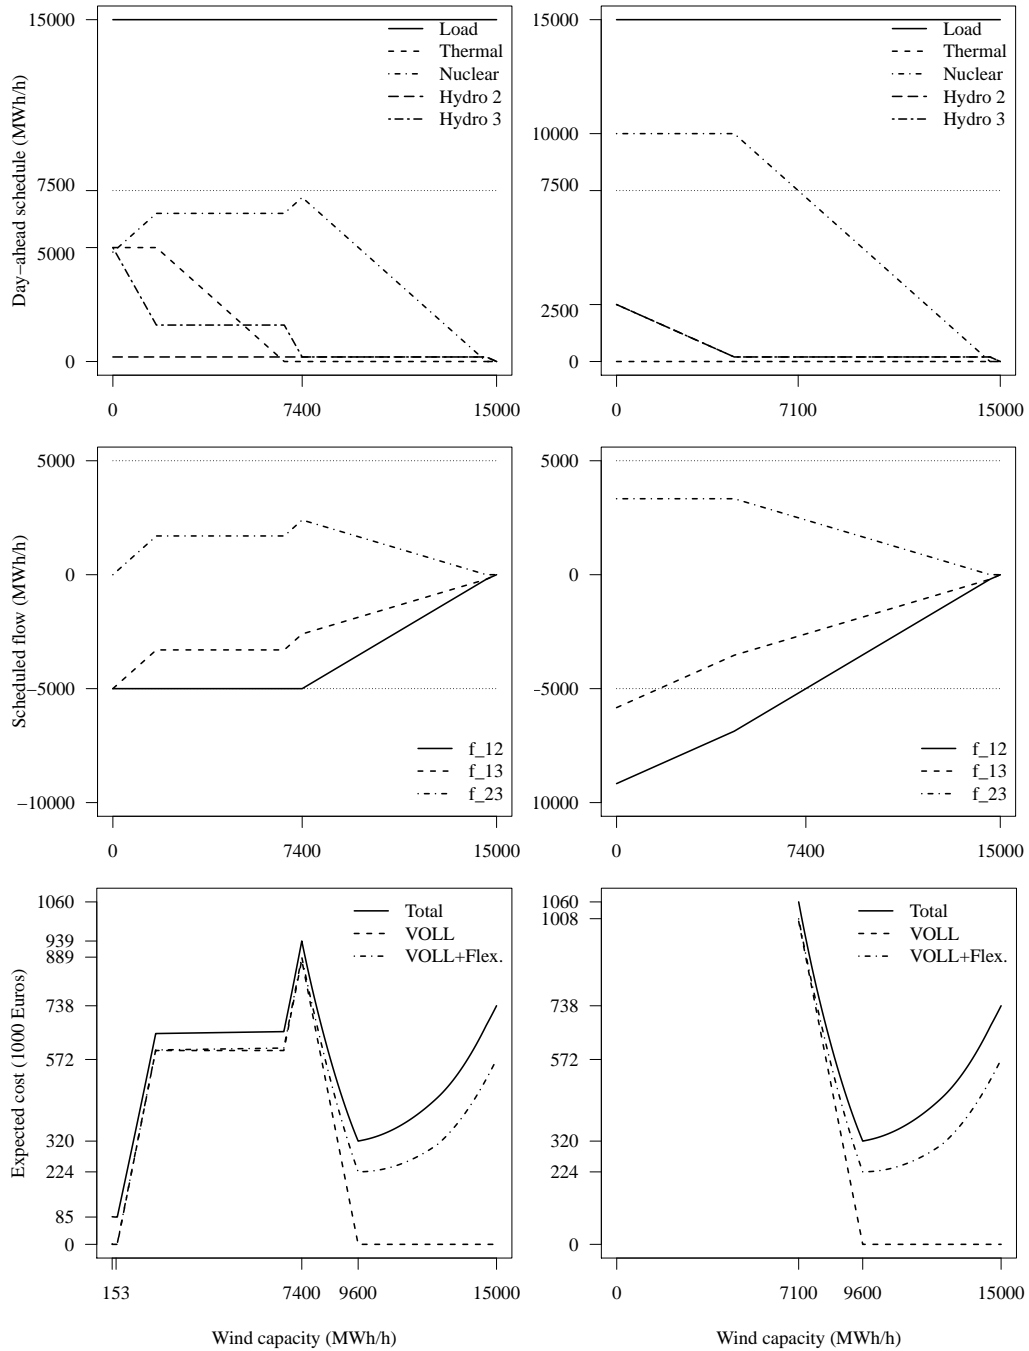 Day−ahead schedule (MWh/h)
15000
7500
5000
0
Load
Thermal
Nuclear
Hydro 2
Hydro 3
0 7400 15000
15000
10000
7500
2500
0
Load
Thermal
Nuclear
Hydro 2
Hydro 3
0 7100 15000
Scheduled flow (MWh/h)
5000
0
−5000
−10000
f_12
f_13
f_23
0 7400 15000
5000
0
-5000
10000
f_12
f_13
f_23
0 7400 15000
Expected cost (1000 Euros)
1060
939
889
738
572
320
224
85
0
Total
VOLL
VOLL+Flex.
153 7400 9600 15000
Wind capacity (MWh/h)
1060
1008
738
572
320
224
85
0
Total
VOLL
VOLL+Flex.
0 7100 9600 15000
Wind capacity (MWh/h)